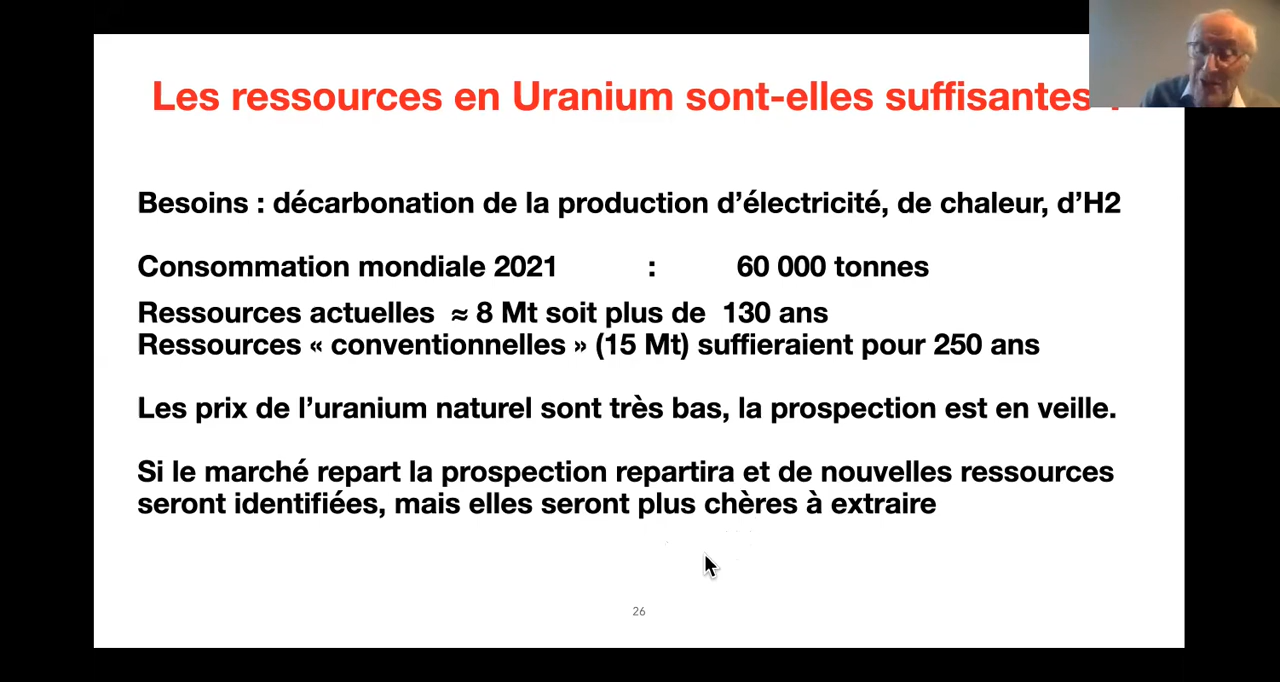 Les ressources en Uranium sont-elles suffisantes
Besoins : décarbonation de la production d’électricité, de chaleur, d’H2
Consommation mondiale 2021 : 60 000 tonnes
Ressources actuelles ≈ 8 Mt soit plus de 130 ans
Ressources « conventionnelles » (15 Mt) suffieraient pour 250 ans
Les prix de l’uranium naturel sont très bas, la prospection est en veille.
Si le marché repart la prospection repartira et de nouvelles ressources
seront identifiées, mais elles seront plus chères à extraire
26